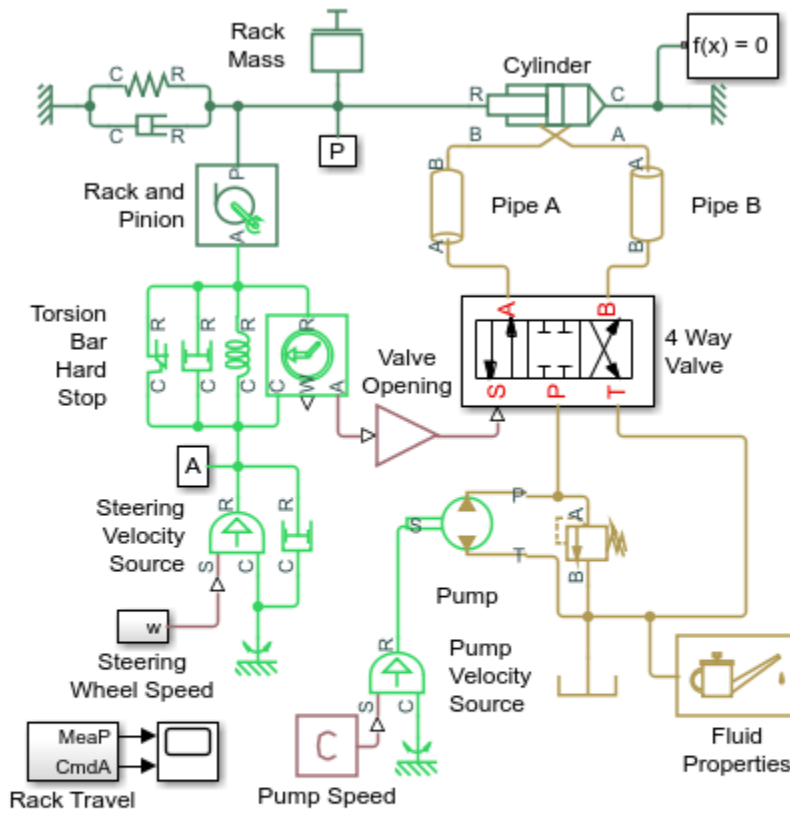 Rack
Mass
f(x) = 0
Cylinder
C
R
C
R
R
C
B
A
P
P
Rack and
Pinion
A
B
A
Pipe A
A
B
Pipe B
Torsion
Bar
Hard
Stop
R
R
R
R
C
C
C
C
W
A
Valve
Opening
A
B
S
P
T
4 Way
Valve
A
Steering
Velocity
Source
R
S
C
R
C
w
Steering
Wheel Speed
S
P
T
Pump
A
B
Pump
Velocity
Source
R
S
C
C
Pump Speed
Fluid
Properties
MeaP
CmdA
Rack Travel